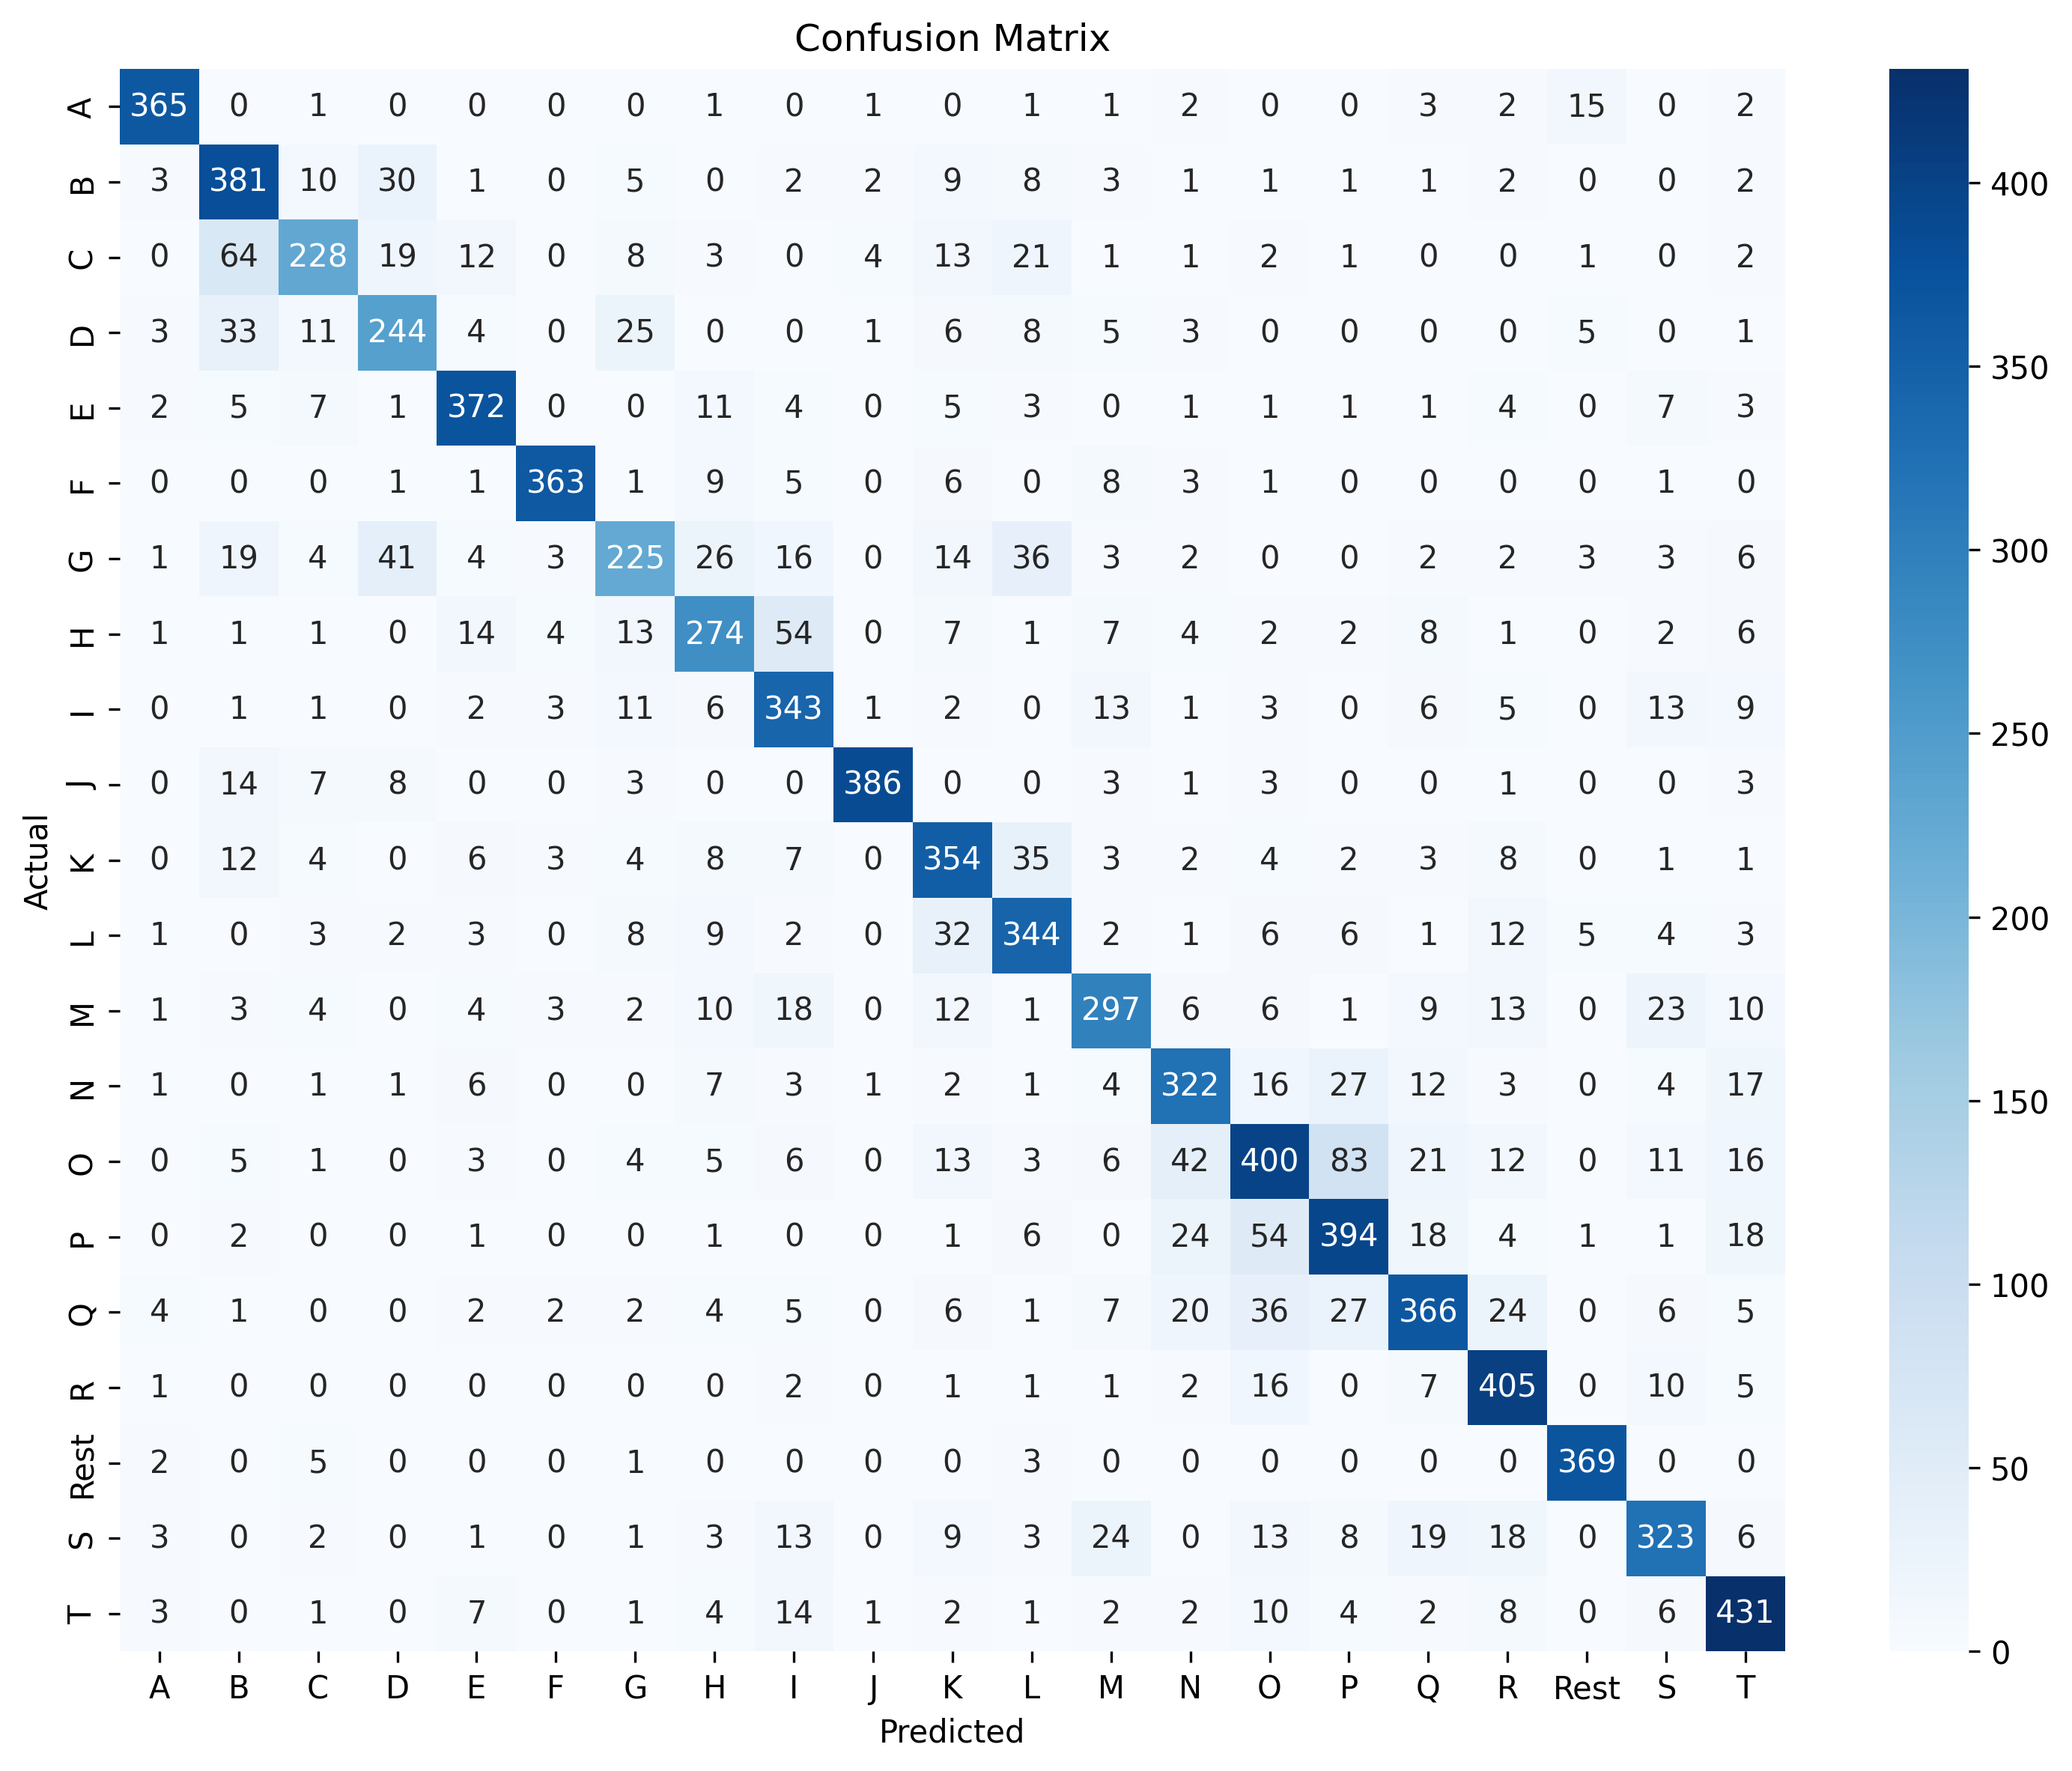 Confusion Matrix
A 365 0 1 0 0 0 0 1 0 1 0 1 1 2 0 0 3 2 15 0 2
B 3 381 10 30 1 0 5 0 2 2 9 8 3 1 1 1 1 2 0 0 2
C 0 64 228 19 12 0 8 3 0 4 13 21 1 1 2 1 0 0 1 0 2
D 3 33 11 244 4 0 25 0 0 1 6 8 5 3 0 0 0 0 5 0 1
E 2 5 7 1 372 0 0 11 4 0 5 3 0 1 1 1 1 4 0 7 3
F 0 0 0 1 1 363 1 9 5 0 6 0 8 3 1 0 0 0 0 1 0
G 1 19 4 41 4 3 225 26 16 0 14 36 3 2 0 0 2 2 3 3 6
H 1 1 1 0 14 4 13 274 54 0 7 1 7 4 2 2 8 1 0 2 6
I 0 1 1 0 2 3 11 6 343 1 2 0 13 1 3 0 6 5 0 13 9
J 0 14 7 8 0 0 3 0 0 386 0 0 3 1 3 0 0 1 0 0 3
K 0 12 4 0 6 3 4 8 7 0 354 35 3 2 4 2 3 8 0 1 1
L 1 0 3 2 3 0 8 9 2 0 32 344 2 1 6 6 1 12 5 4 3
M 1 3 4 0 4 3 2 10 18 0 12 1 297 6 6 1 9 13 0 23 10
N 1 0 1 1 6 0 0 7 3 1 2 1 4 322 16 27 12 3 0 4 17
O 0 5 1 0 3 0 4 5 6 0 13 3 6 42 400 83 21 12 0 11 16
P 0 2 0 0 1 0 0 1 0 0 1 6 0 24 54 394 18 4 1 1 18
Q 4 1 0 0 2 2 2 4 5 0 6 1 7 20 36 27 366 24 0 6 5
R 1 0 0 0 0 0 0 0 2 0 1 1 1 2 16 0 7 405 0 10 5
Rest 2 0 5 0 0 0 1 0 0 0 0 3 0 0 0 0 0 0 369 0 0
S 3 0 2 0 1 0 1 3 13 0 9 3 24 0 13 8 19 18 0 323 6
T 3 0 1 0 7 0 1 4 14 1 2 1 2 2 10 4 2 8 0 6 431
A B C D E F G H I J K L M N O P Q R Rest S T
Predicted
Actual
400
350
300
250
200
150
100
50
0